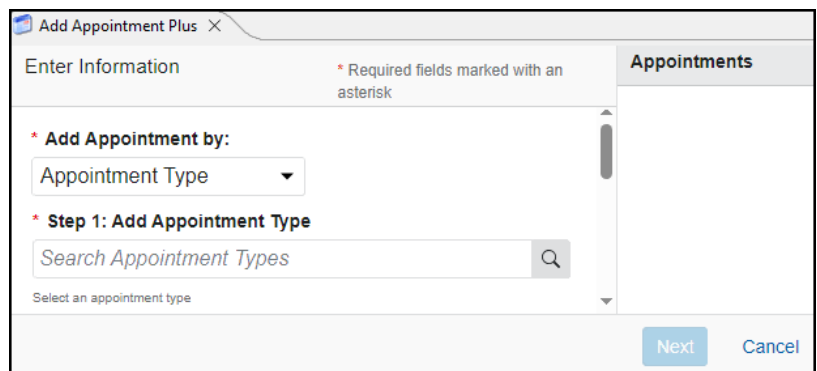 Add Appointment Plus
Enter Information
* Required fields marked with an
asterisk
Appointments
* Add Appointment by:
Appointment Type
* Step 1: Add Appointment Type
Search Appointment Types
Select an appointment type
Next
Cancel